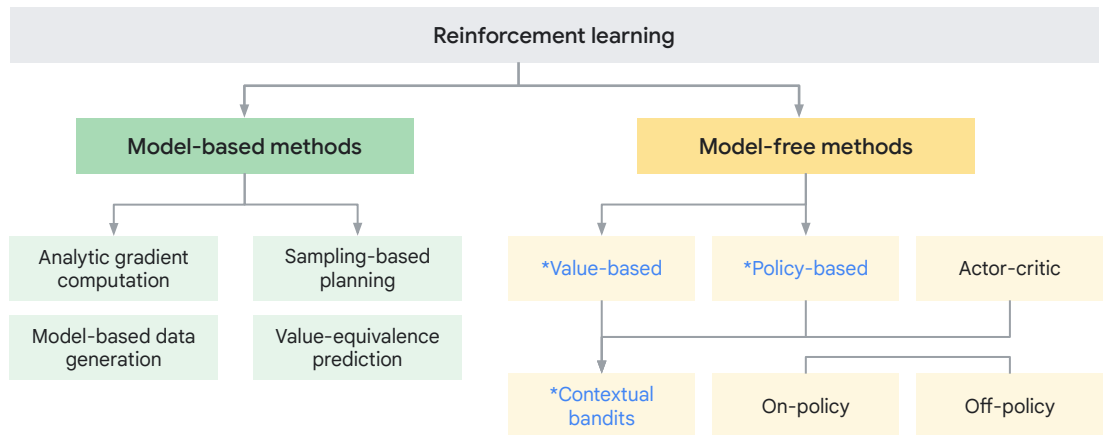 Reinforcement learning
Model-based methods
Model-free methods
Analytic gradient
computation
Sampling-based
planning
*Value-based
*Policy-based
Actor-critic
Model-based data
generation
Value-equivalence
prediction
*Contextual
bandits
On-policy
Off-policy